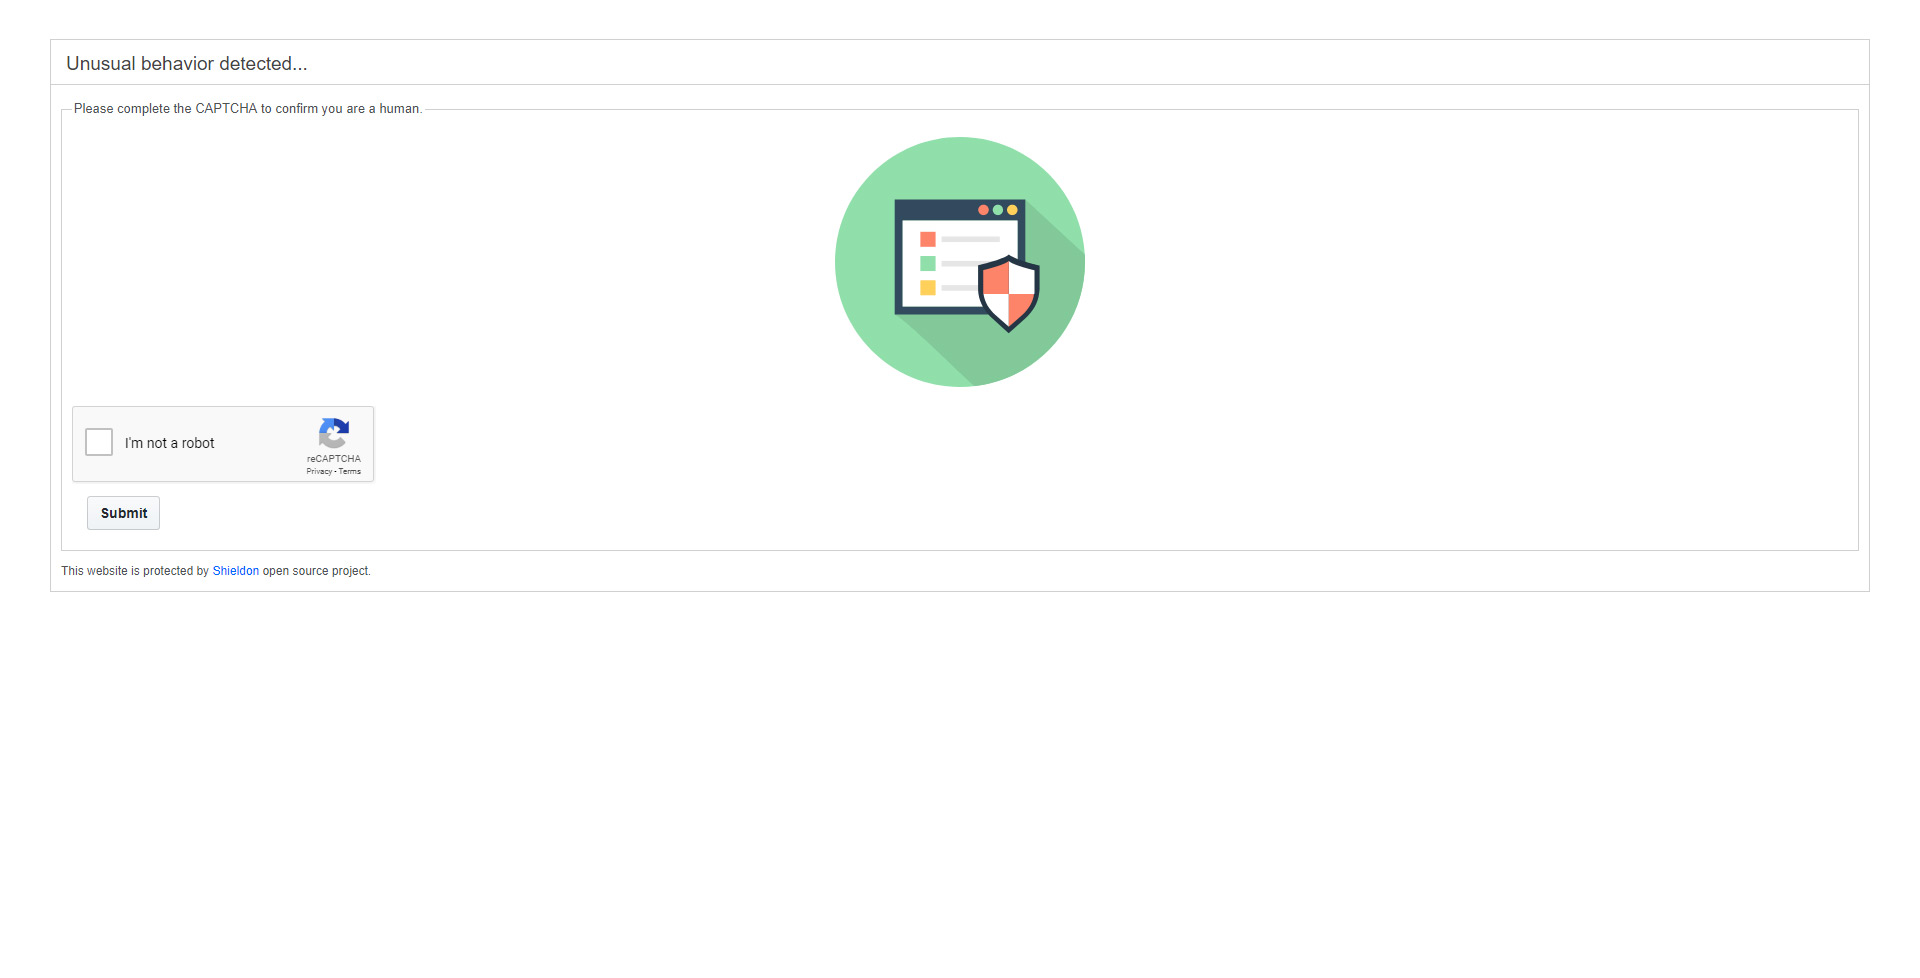 Unusual behavior detected...
Please complete the CAPTCHA to confirm you are a human.
I'm not a robot
reCAPTCHA
Privacy - Terms
Submit
This website is protected by Shieldon open source project.